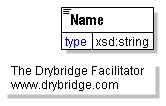 Name
type xsd:string
The Drybridge Facilitator
www.drybridge.com